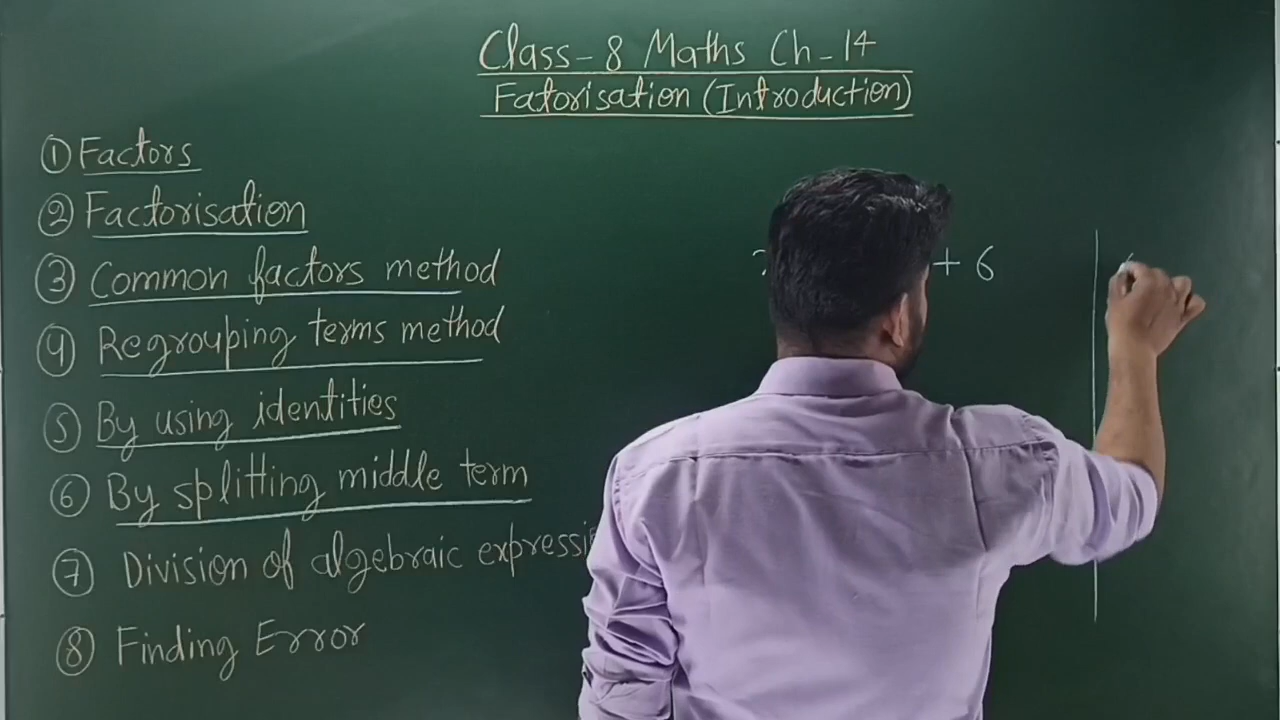 Class-8 Maths Ch-14
Fatorisation (Introduction)
① Factors
② Factorisation
③ Common factors method
④ Regrouping terms method
⑤ By using identities
⑥ By splitting middle term
⑦ Division of algebraic
⑧ Finding Error
+ 6